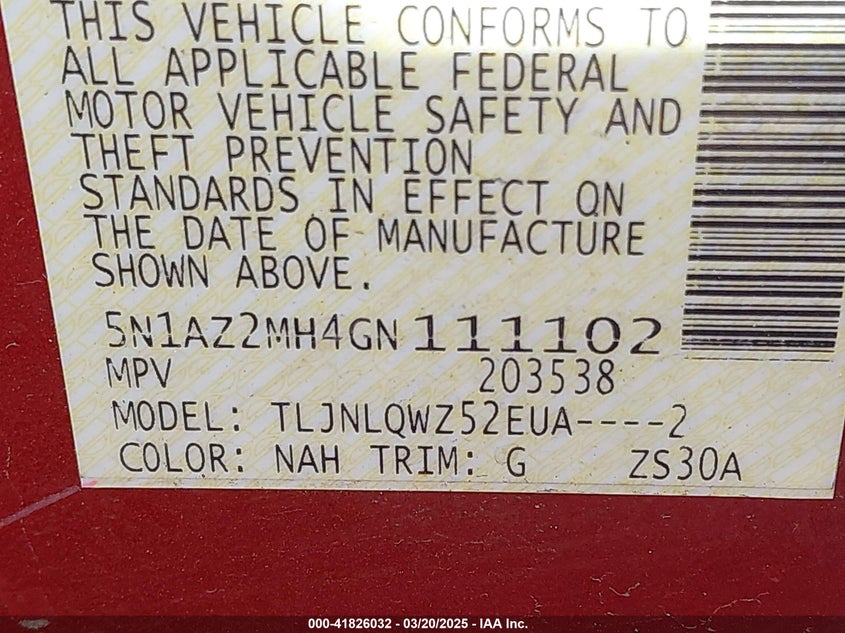 THIS VEHICLE CONFORMS TO
ALL APPLICABLE FEDERAL
MOTOR VEHICLE SAFETY AND
THEFT PREVENTION
STANDARDS IN EFFECT ON
THE DATE OF MANUFACTURE
SHOWN ABOVE.
5N1AZ2MH4GN111102
MPV 203538
MODEL: TLJNLQWZ52EUA----2
COLOR: NAH TRIM: G ZS30A
000-41826032 - 03/20/2025 - IAA Inc.